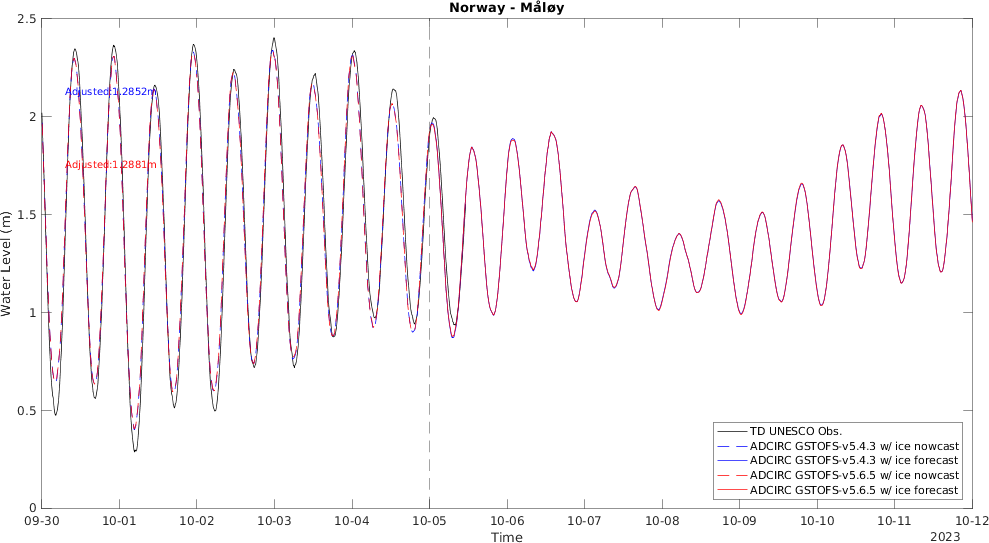 Norway - Måløy
2.5
2
1.5
1
0.5
0
Water Level (m)
Adjusted:1.2852m
Adjusted:1.2881m
TD UNESCO Obs.
ADCIRC GSTOFS-v5.4.3 w/ ice nowcast
ADCIRC GSTOFS-v5.4.3 w/ ice forecast
ADCIRC GSTOFS-v5.6.5 w/ ice nowcast
ADCIRC GSTOFS-v5.6.5 w/ ice forecast
09-30 10-01 10-02 10-03 10-04 10-05 10-06 10-07 10-08 10-09 10-10 10-11 10-12
Time
2023